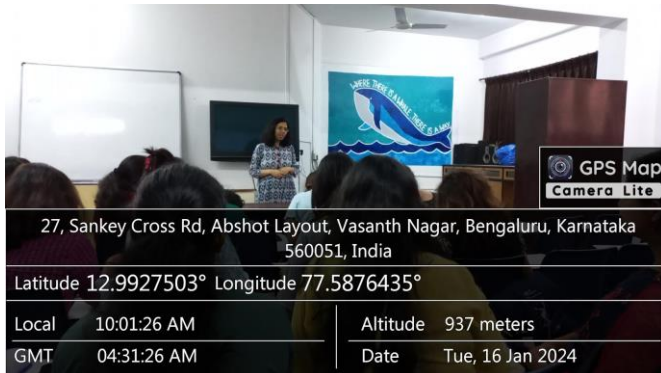 WHERE THERE IS A WHALE, THERE IS A WAY
GPS Map
Camera Lite
27, Sankey Cross Rd, Abshot Layout, Vasanth Nagar, Bengaluru, Karnataka
560051, India
Latitude 12.9927503° Longitude 77.5876435°
Local 10:01:26 AM
Altitude 937 meters
GMT 04:31:26 AM
Date Tue, 16 Jan 2024